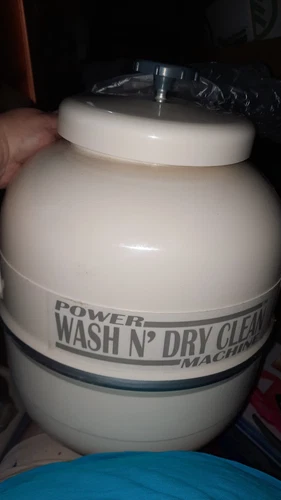 POWER
WASH N' DRY CLEAN
MACHINE